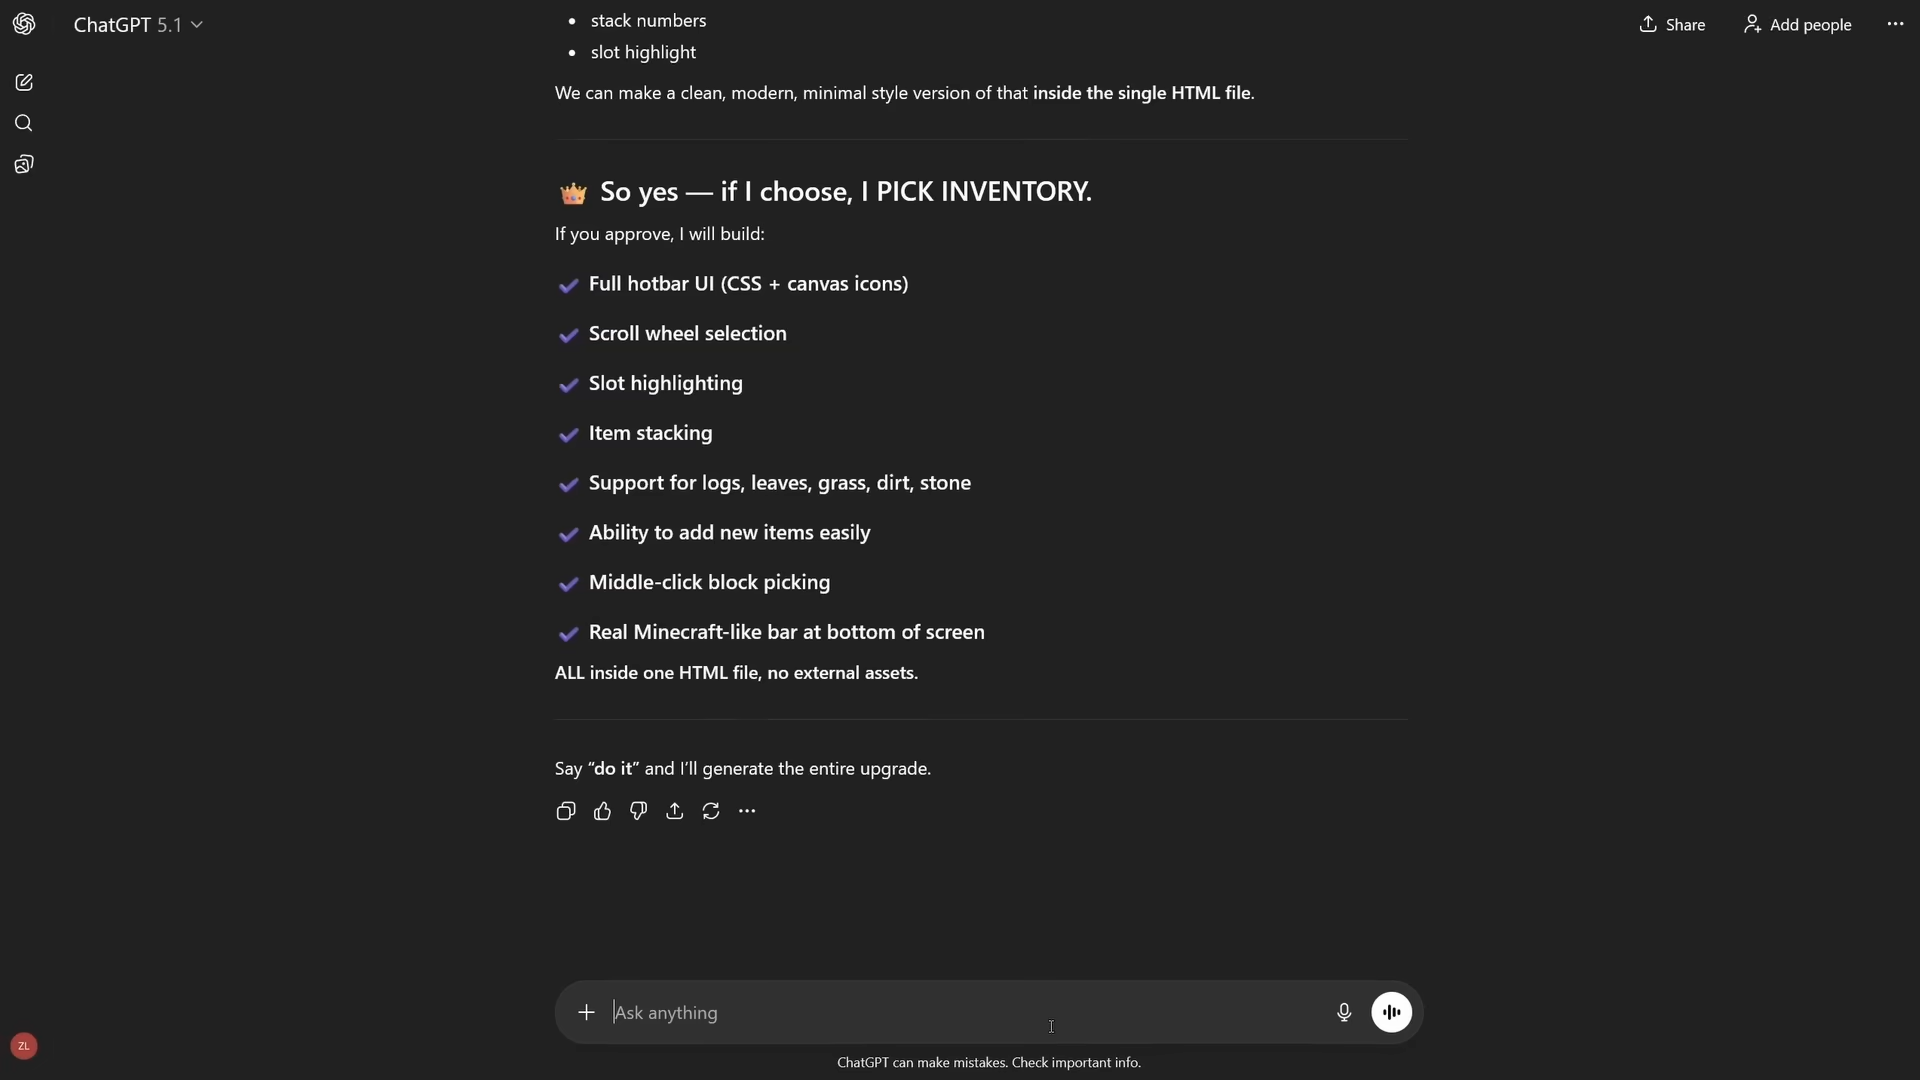 ChatGPT 5.1
Share
Add people
stack numbers
slot highlight
We can make a clean, modern, minimal style version of that inside the single HTML file.
So yes — if I choose, I PICK INVENTORY.
If you approve, I will build:
Full hotbar UI (CSS + canvas icons)
Scroll wheel selection
Slot highlighting
Item stacking
Support for logs, leaves, grass, dirt, stone
Ability to add new items easily
Middle-click block picking
Real Minecraft-like bar at bottom of screen
ALL inside one HTML file, no external assets.
Say “do it” and I’ll generate the entire upgrade.
Ask anything
ZL
ChatGPT can make mistakes. Check important info.